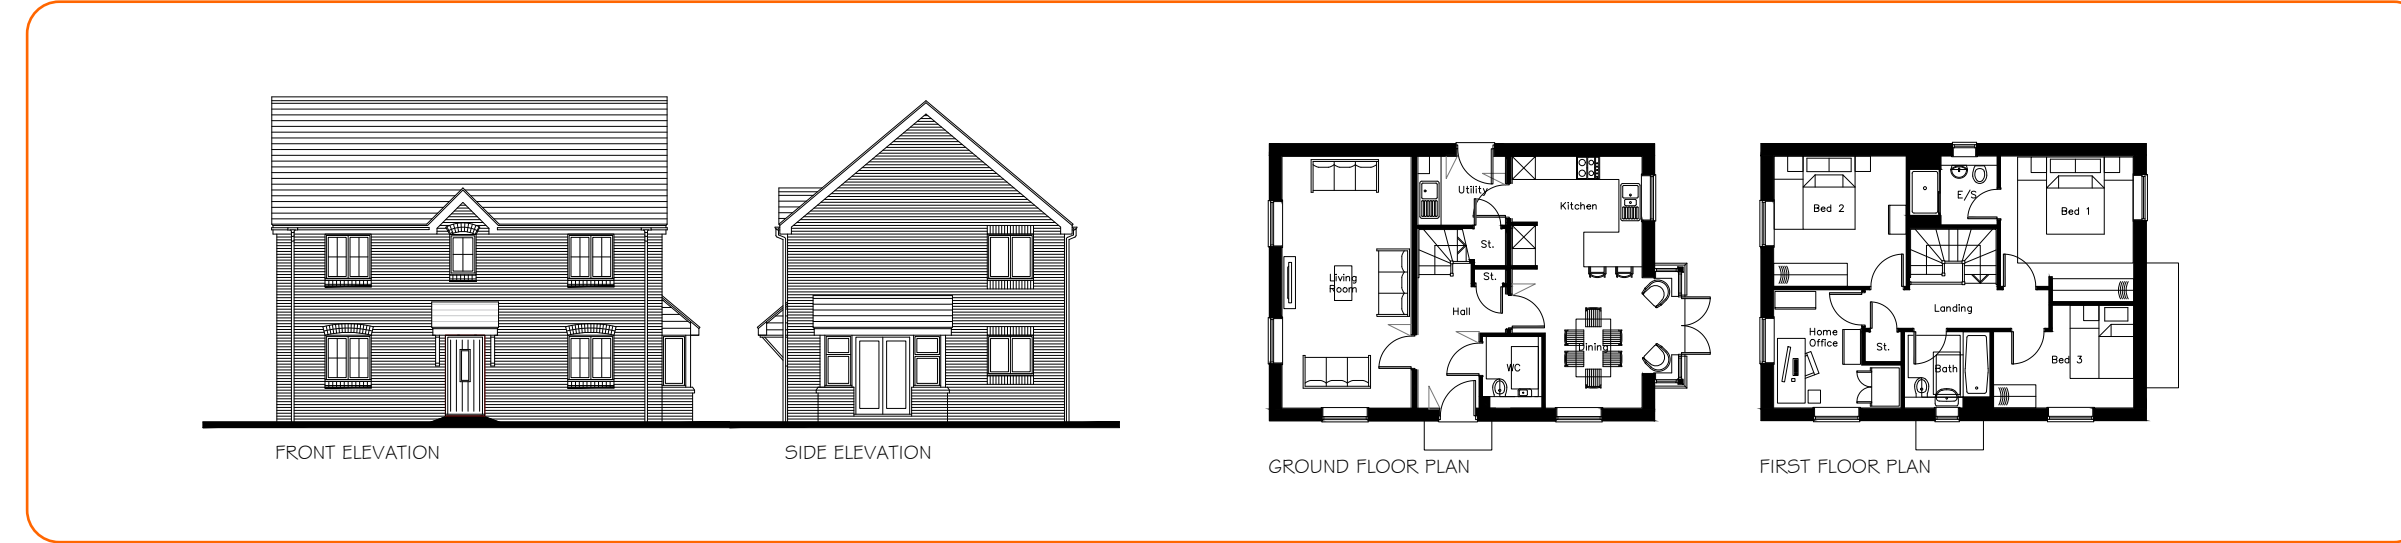 FRONT ELEVATION
SIDE ELEVATION
Utility
Kitchen
St.
St.
Living
Room
Hall
Dining
WC
GROUND FLOOR PLAN
Bed 2
E/S
Bed 1
Landing
Home
Office
St.
Bath
Bed 3
FIRST FLOOR PLAN